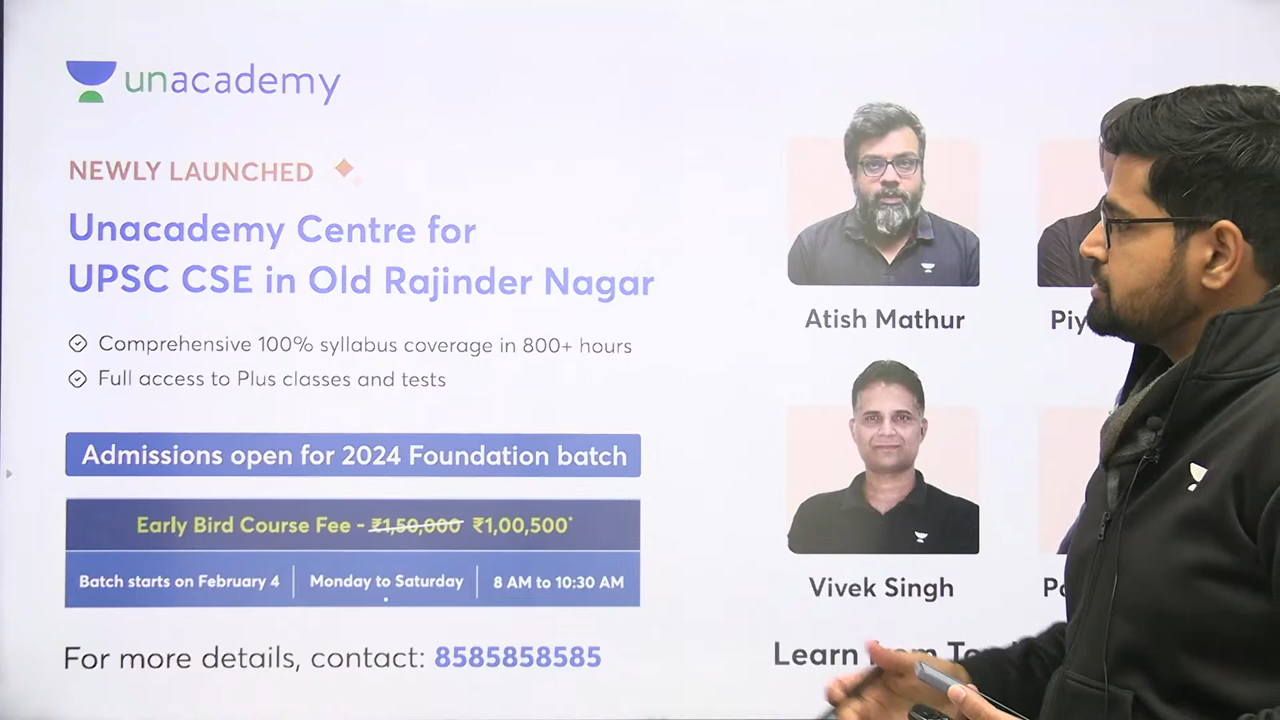 unacademy
NEWLY LAUNCHED
Unacademy Centre for
UPSC CSE in Old Rajinder Nagar
Comprehensive 100% syllabus coverage in 800+ hours
Full access to Plus classes and tests
Admissions open for 2024 Foundation batch
Early Bird Course Fee - ₹1,50,000 ₹1,00,500*
Batch starts on February 4 | Monday to Saturday | 8 AM to 10:30 AM
For more details, contact: 8585858585
Atish Mathur
Vivek Singh
Learn